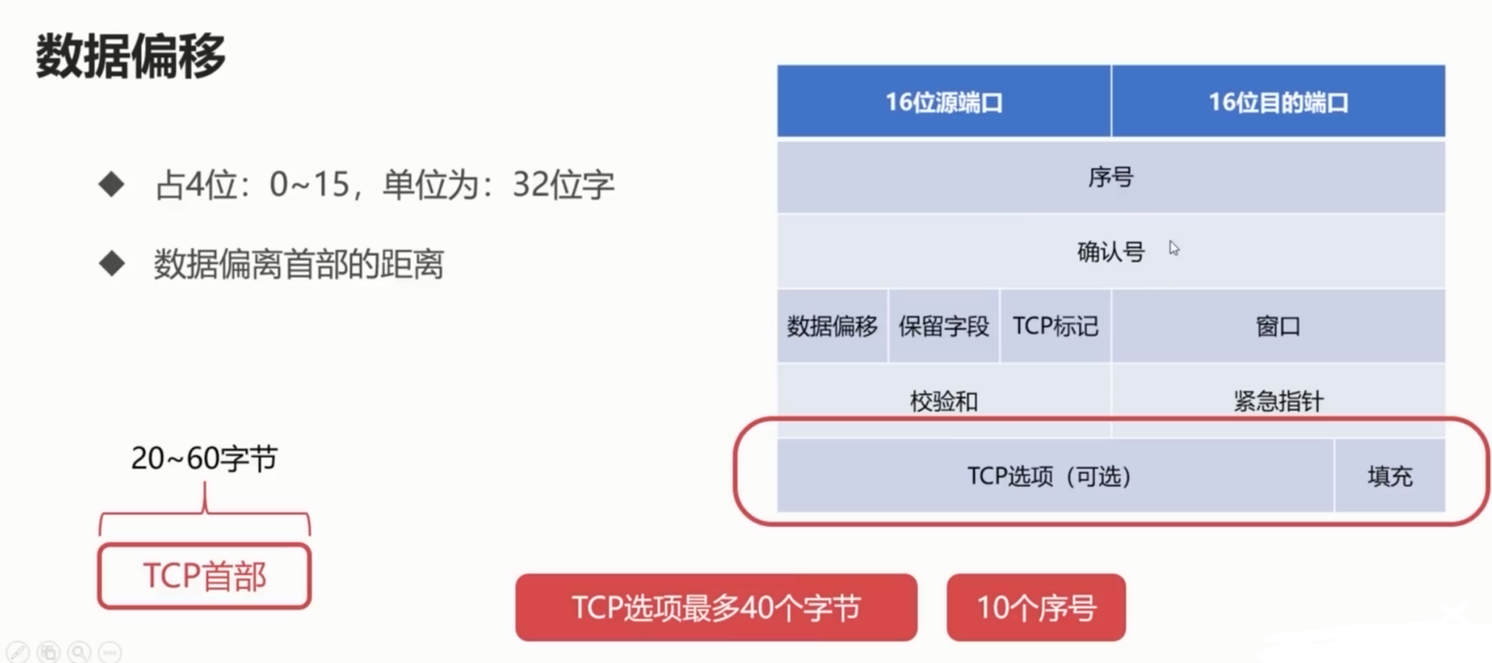 数据偏移
◆ 占4位：0~15，单位为：32位字
◆ 数据偏离首部的距离
20~60字节
TCP首部
16位源端口 16位目的端口
序号
确认号
数据偏移 保留字段 TCP标记 窗口
校验和 紧急指针
TCP选项（可选） 填充
TCP选项最多40个字节 10个序号